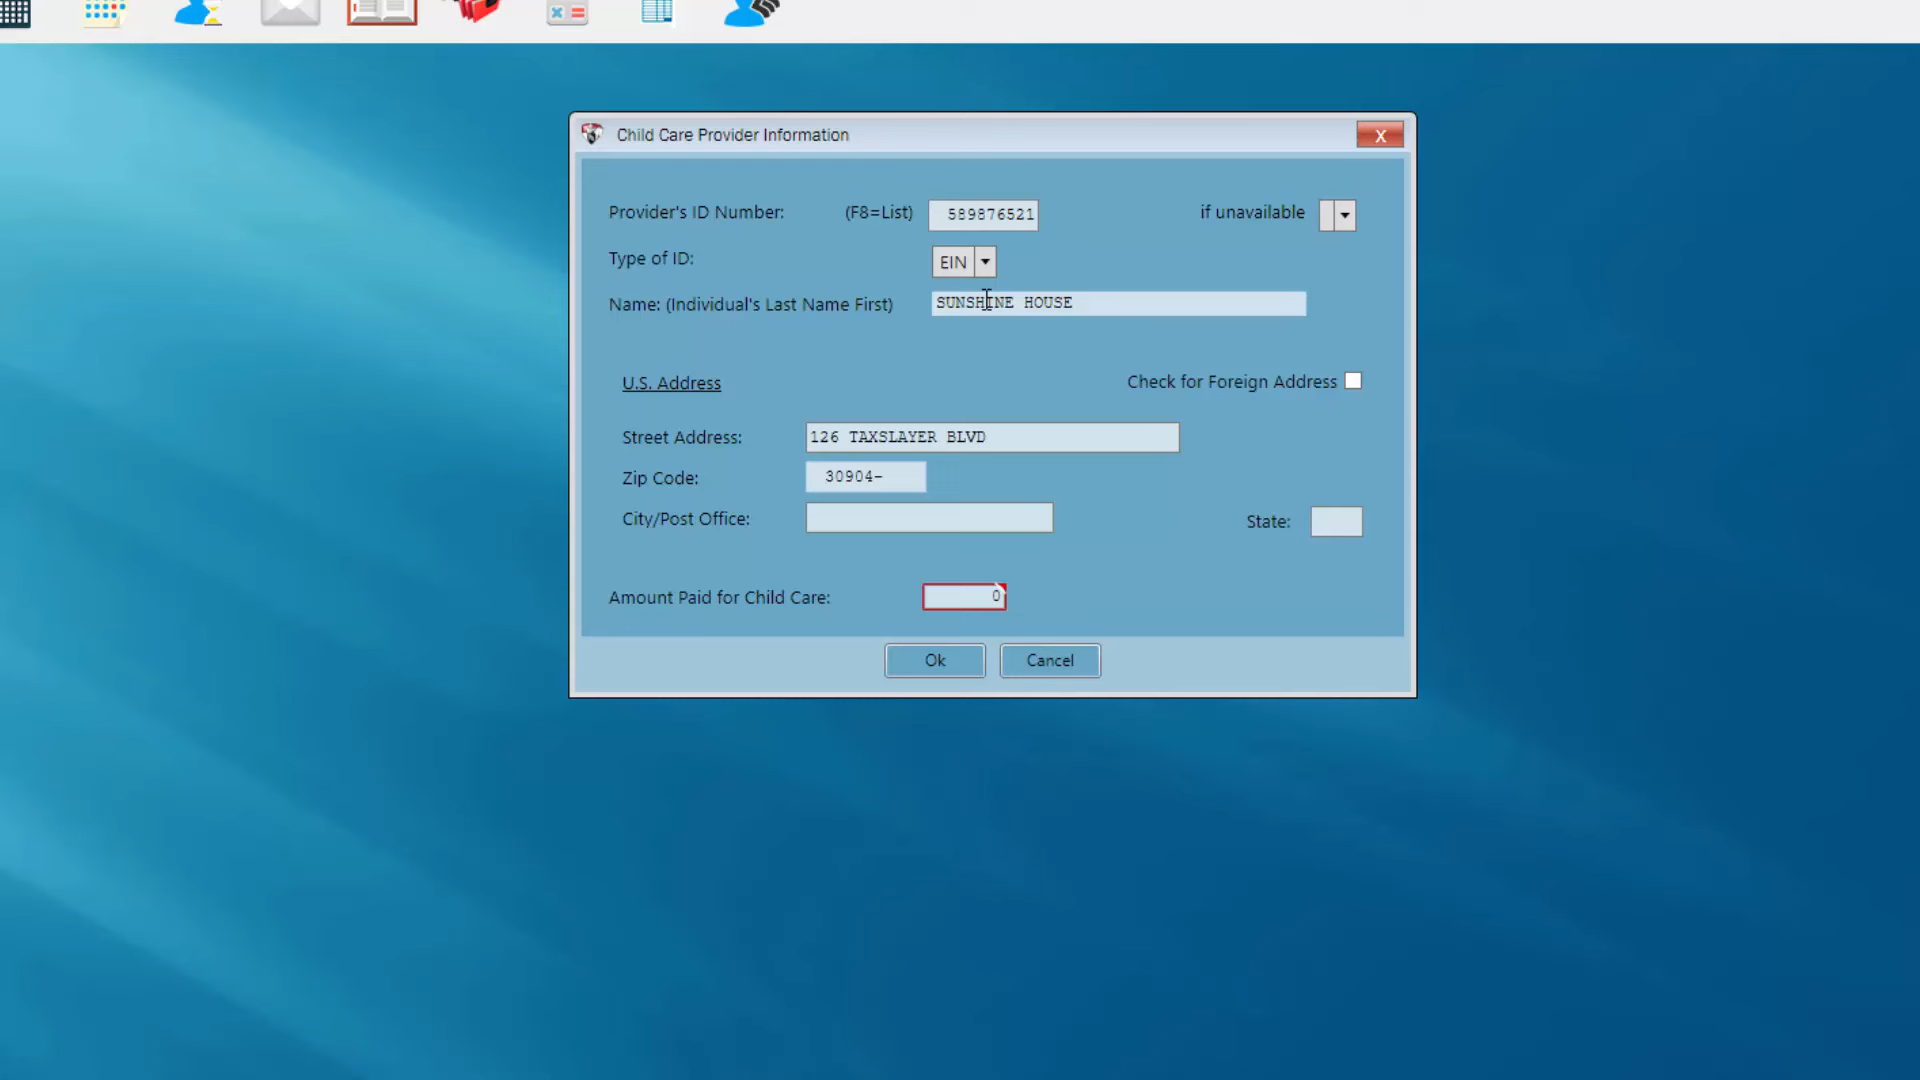 Child Care Provider Information
X
Provider's ID Number: (F8=List) 589876521 if unavailable
Type of ID: EIN
Name: (Individual's Last Name First) SUNSHINE HOUSE
U.S. Address Check for Foreign Address
Street Address: 126 TAXSLAYER BLVD
Zip Code: 30904-
City/Post Office: State:
Amount Paid for Child Care: 0
Ok Cancel